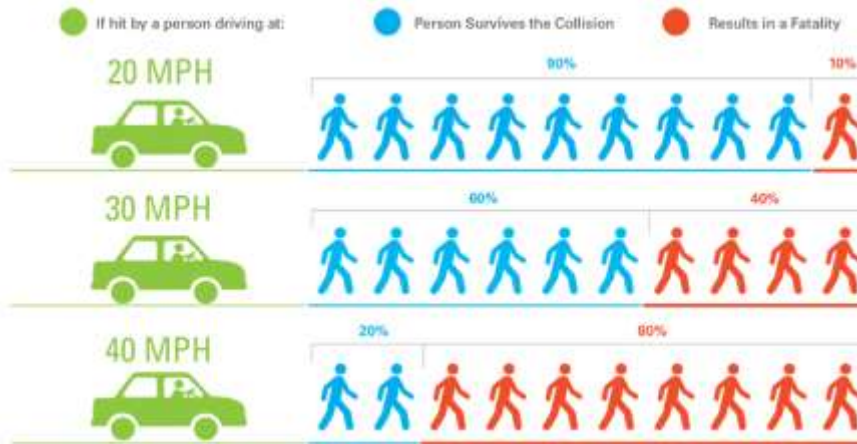 If hit by a person driving at: Person Survives the Collision Results in a Fatality
20 MPH 90% 10%
30 MPH 60% 40%
40 MPH 20% 80%